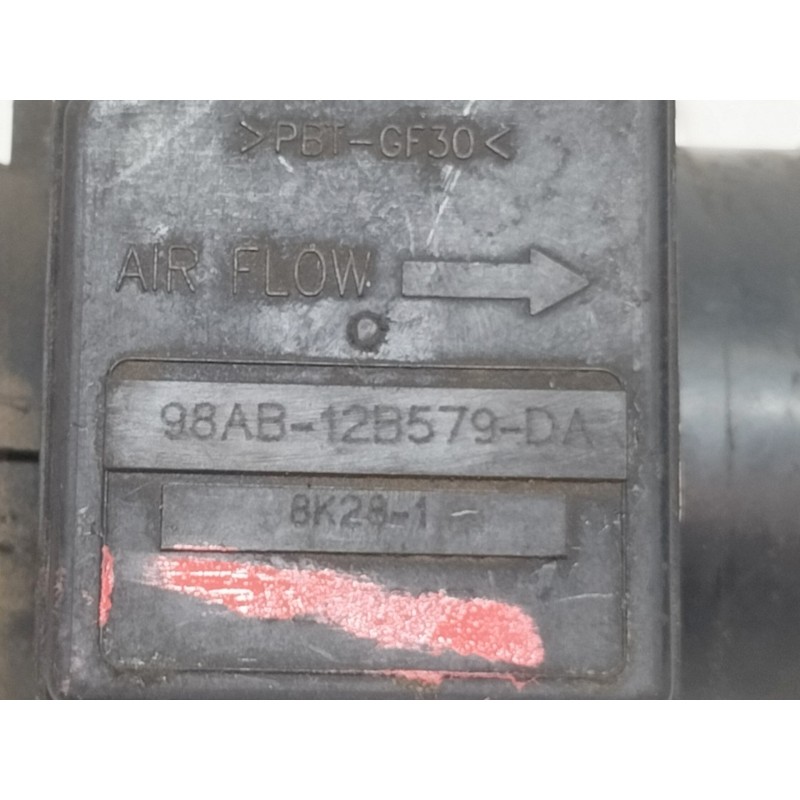 >PBT-GF30<
AIR FLOW
98AB-12B579-DA
8K28-1